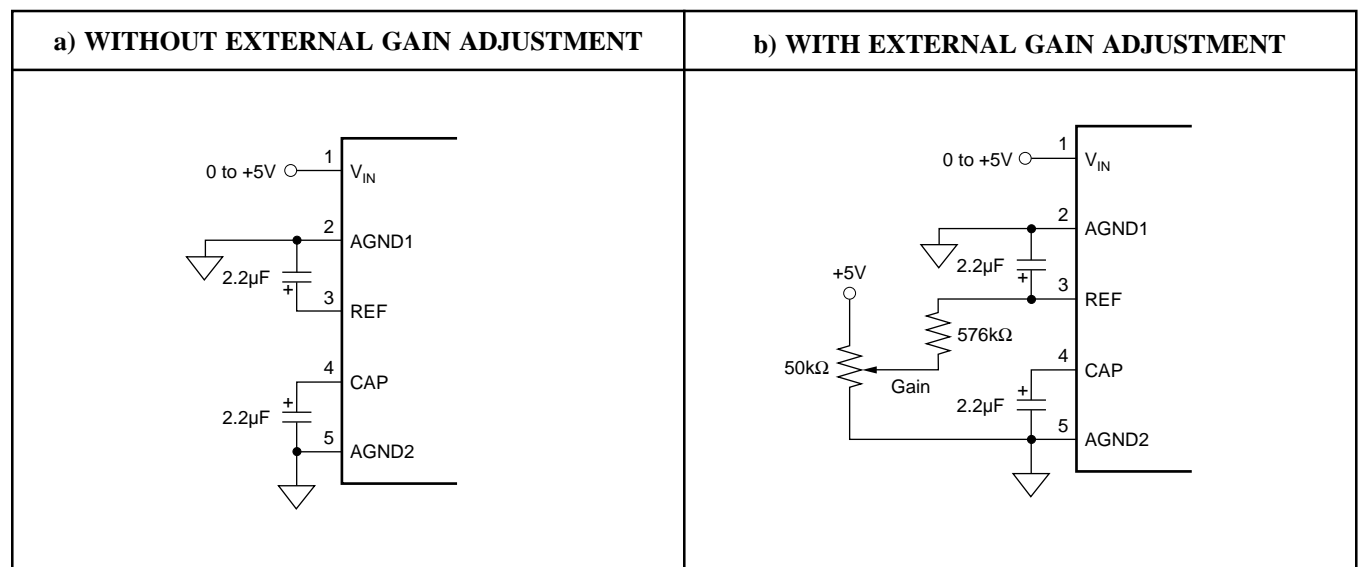 a) WITHOUT EXTERNAL GAIN ADJUSTMENT
1
0 to +5V
VIN
2
AGND1
2.2µF
+
3
REF
4
CAP
+
2.2µF
5
AGND2
b) WITH EXTERNAL GAIN ADJUSTMENT
1
0 to +5V
VIN
2
AGND1
2.2µF
+
+5V
3
REF
576kΩ
50kΩ
Gain
4
CAP
+
2.2µF
5
AGND2